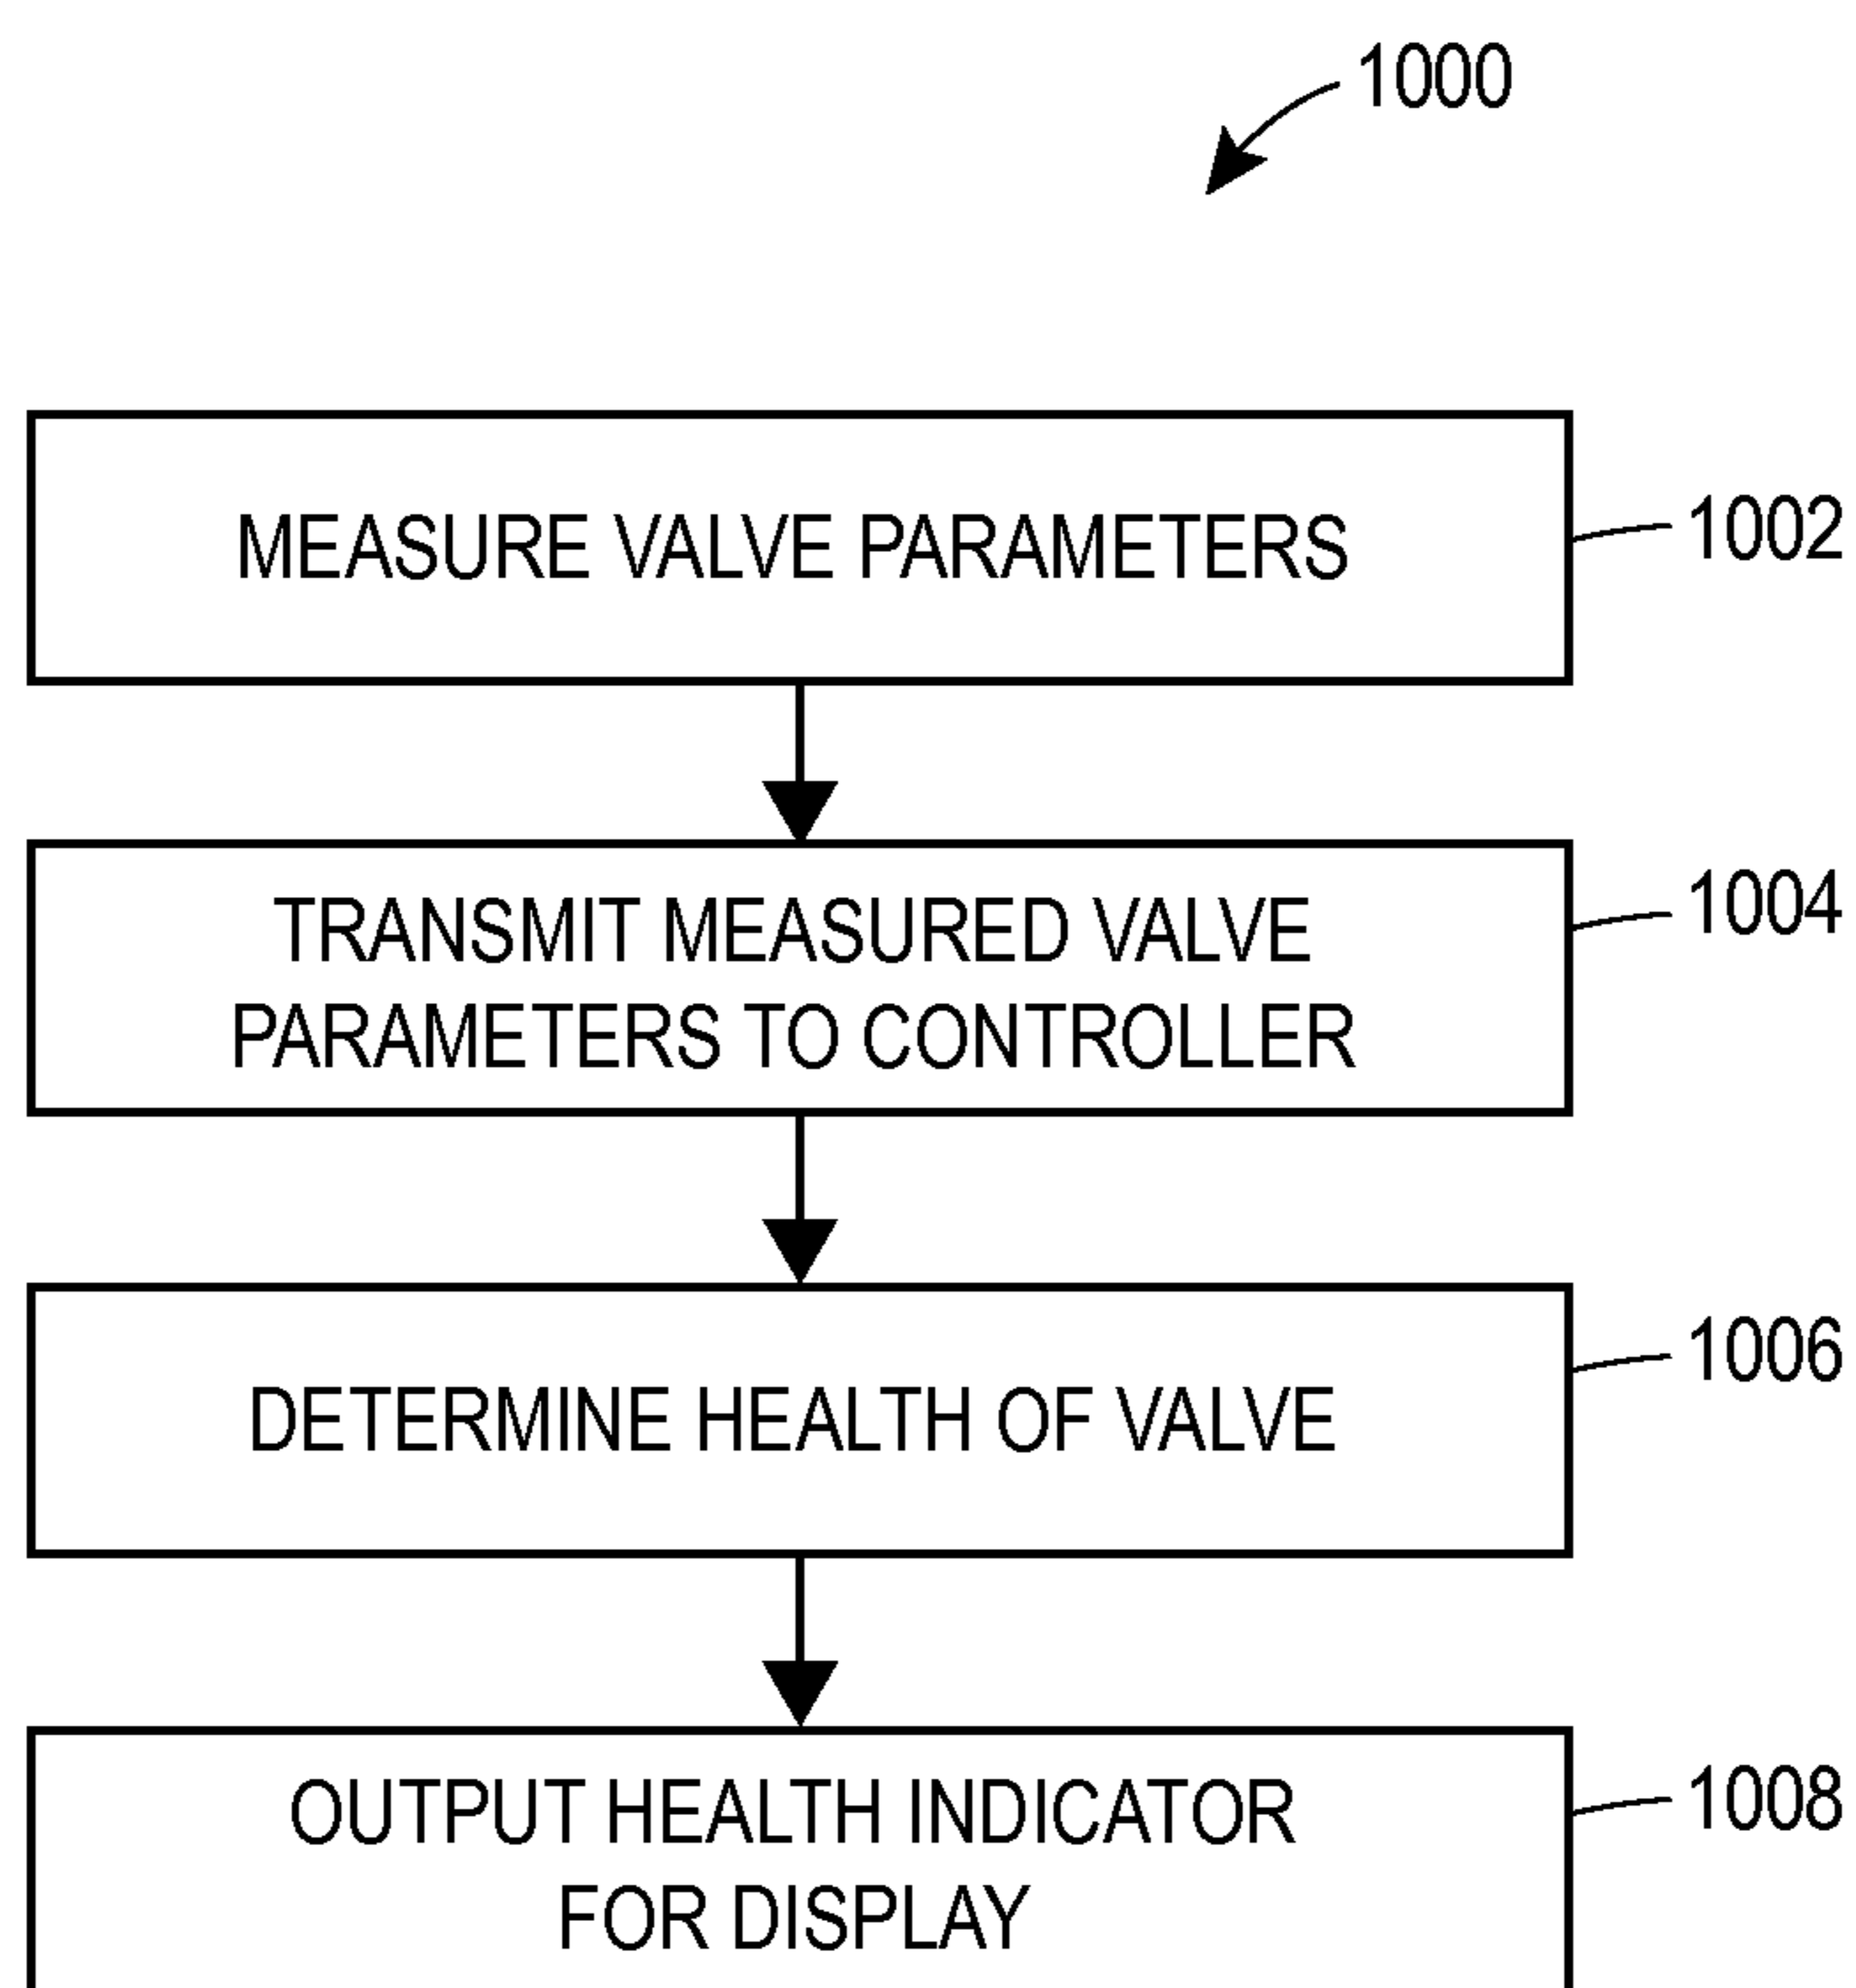 1000
MEASURE VALVE PARAMETERS
1002
TRANSMIT MEASURED VALVE
PARAMETERS TO CONTROLLER
1004
DETERMINE HEALTH OF VALVE
1006
OUTPUT HEALTH INDICATOR
FOR DISPLAY
1008